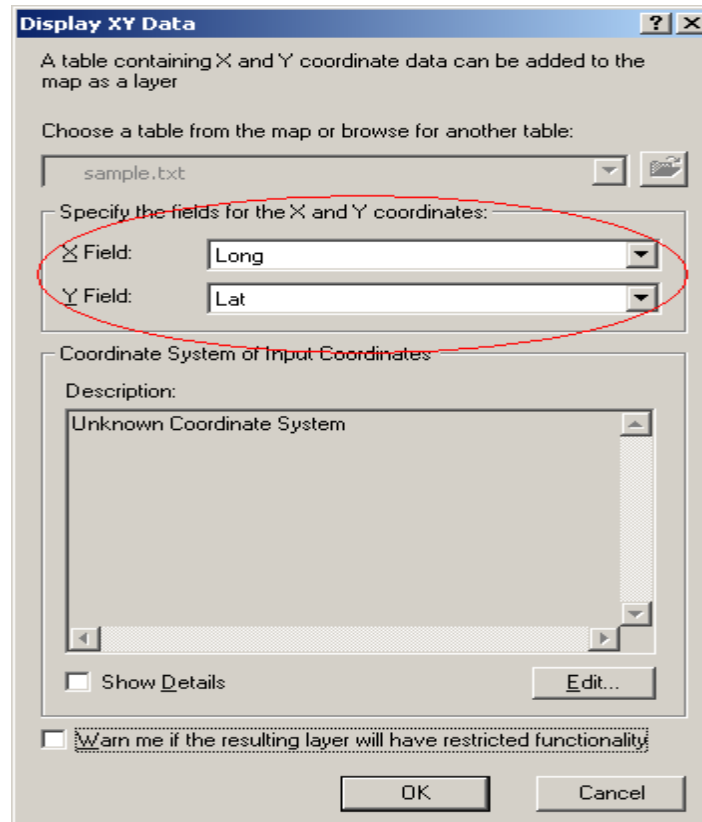 Display XY Data
A table containing X and Y coordinate data can be added to the
map as a layer
Choose a table from the map or browse for another table:
sample.txt
Specify the fields for the X and Y coordinates:
X Field:
Long
Y Field:
Lat
Coordinate System of Input Coordinates
Description:
Unknown Coordinate System
Show Details
Edit...
Warn me if the resulting layer will have restricted functionality
OK
Cancel